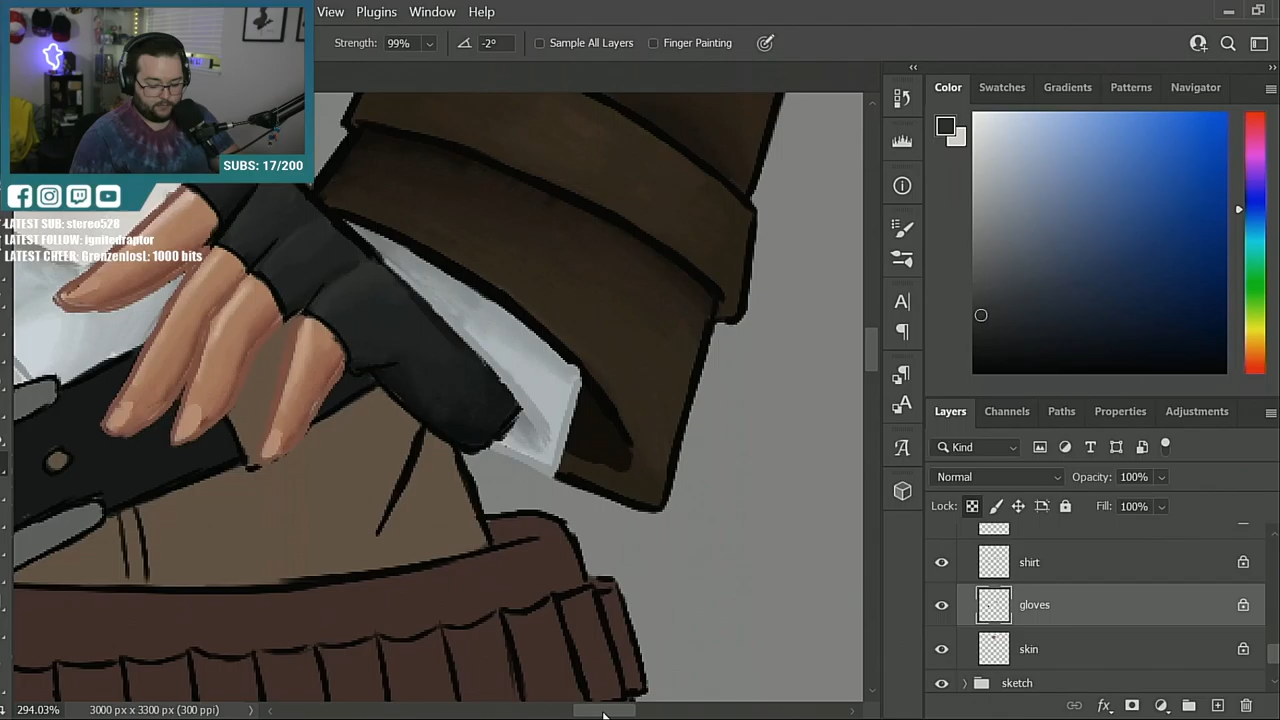 View Plugins Window Help
Strength: 99% -2° Sample All Layers Finger Painting
SUBS: 17/200
LATEST SUB: stereo528
LATEST FOLLOW: ignitedraptor
LATEST CHEER: GrenzenlosL: 1000 bits
Color Swatches Gradients Patterns Navigator
Layers Channels Paths Properties Adjustments
Kind
Normal Opacity: 100%
Lock: Fill: 100%
shirt
gloves
skin
sketch
294.03% 3000 px x 3300 px (300 ppi)